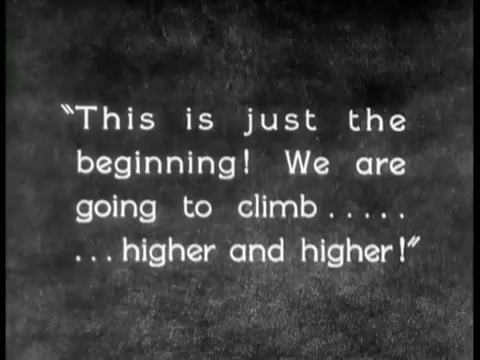 "This is just the
beginning! We are
going to climb.....
...higher and higher!"